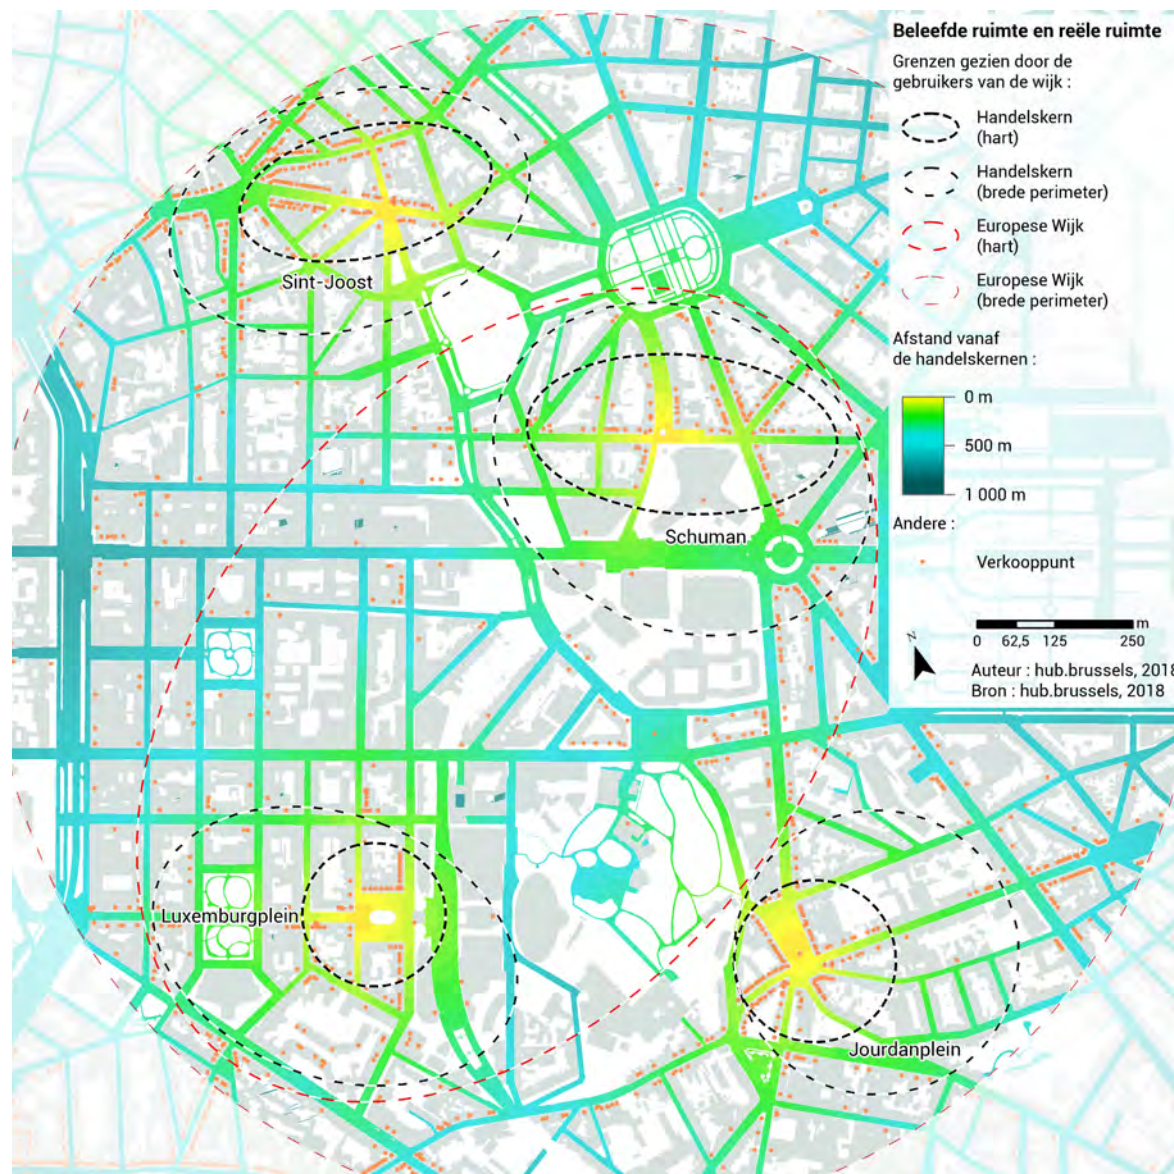 Beleefde ruimte en reële ruimte
Grenzen gezien door de
gebruikers van de wijk :
Handelskern
(hart)
Handelskern
(brede perimeter)
Europese Wijk
(hart)
Europese Wijk
(brede perimeter)
Afstand vanaf
de handelskernen :
0 m
500 m
1 000 m
Andere :
Verkooppunt
m
0 62,5 125 250
N
Auteur : hub.brussels, 2018
Bron : hub.brussels, 2018
Sint-Joost
Schuman
Luxemburgplein
Jourdanplein